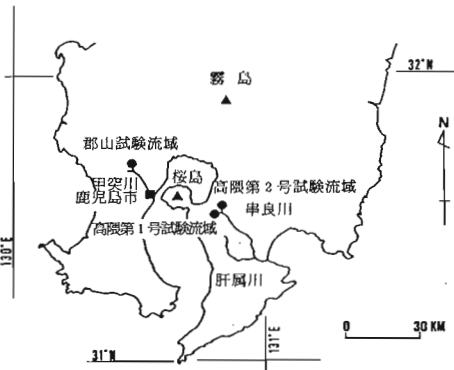 32°N
霧島
N
郡山試験流域
桜島
高隈第2号試験流域
甲突川
鹿児島市
串良川
高隈第1号試験流域
130°E
肝属川
131°E
0 30 KM
31°N